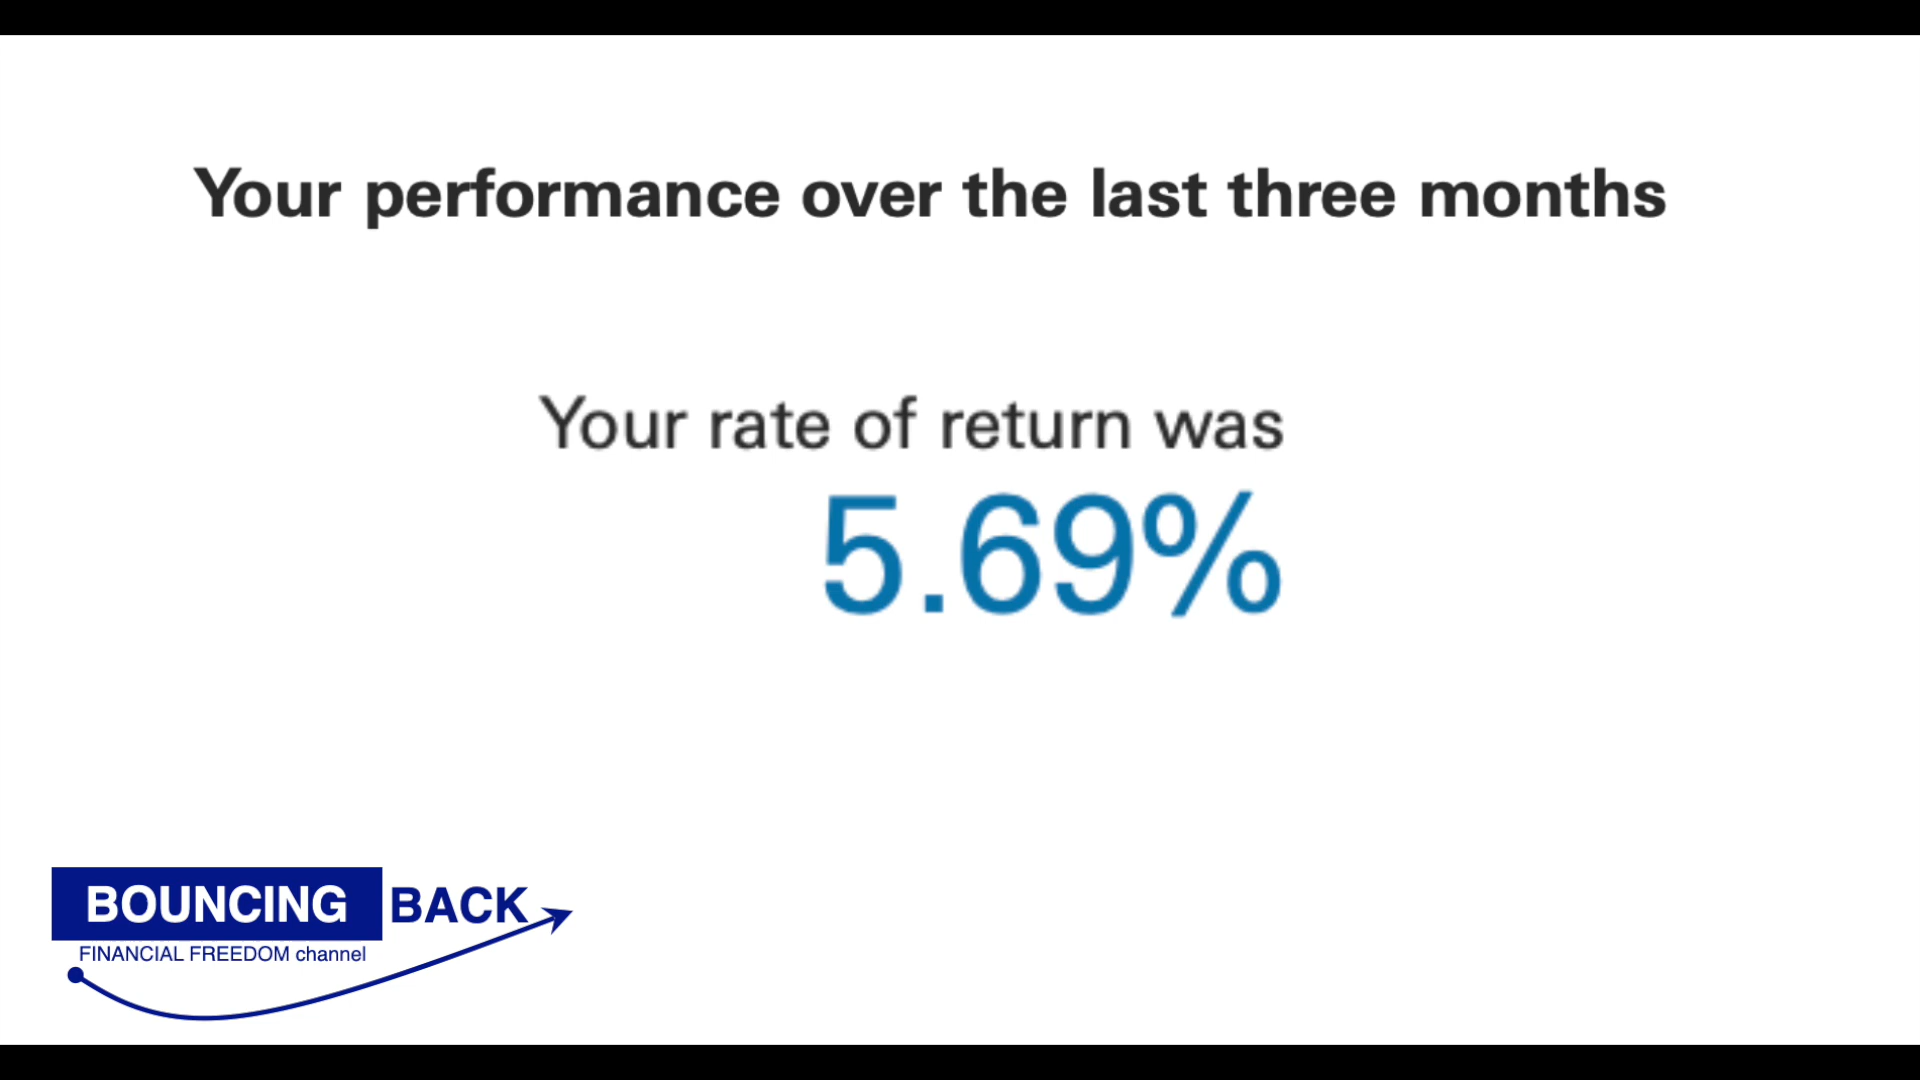 Your performance over the last three months
Your rate of return was
5.69%
BOUNCING BACK
FINANCIAL FREEDOM channel